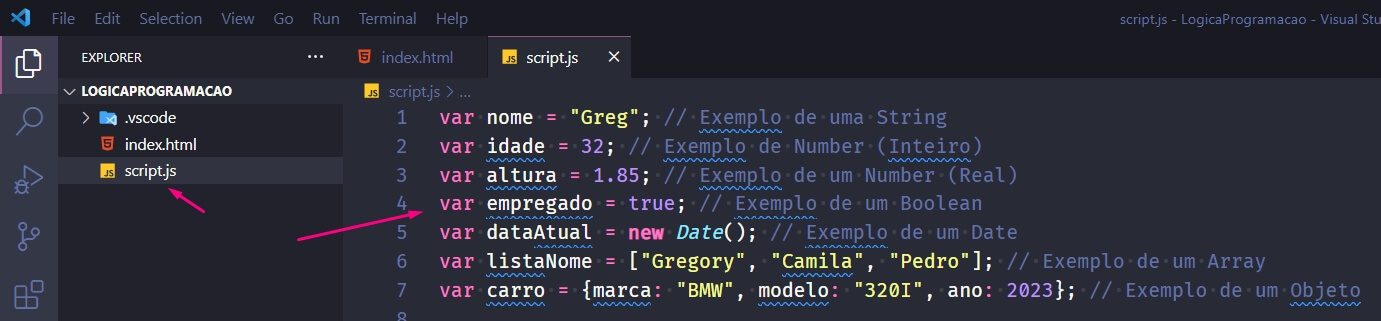 File Edit Selection View Go Run Terminal Help script.js - LogicaProgramacao - Visual Stu
EXPLORER ···
LOGICAPROGRAMACAO
.vscode
index.html
JS script.js
index.html JS script.js ×
JS script.js > ...
1 var nome = "Greg"; // Exemplo de uma String
2 var idade = 32; // Exemplo de Number (Inteiro)
3 var altura = 1.85; // Exemplo de um Number (Real)
4 var empregado = true; // Exemplo de um Boolean
5 var dataAtual = new Date(); // Exemplo de um Date
6 var listaNome = ["Gregory", "Camila", "Pedro"]; // Exemplo de um Array
7 var carro = {marca: "BMW", modelo: "320I", ano: 2023}; // Exemplo de um Objeto
8